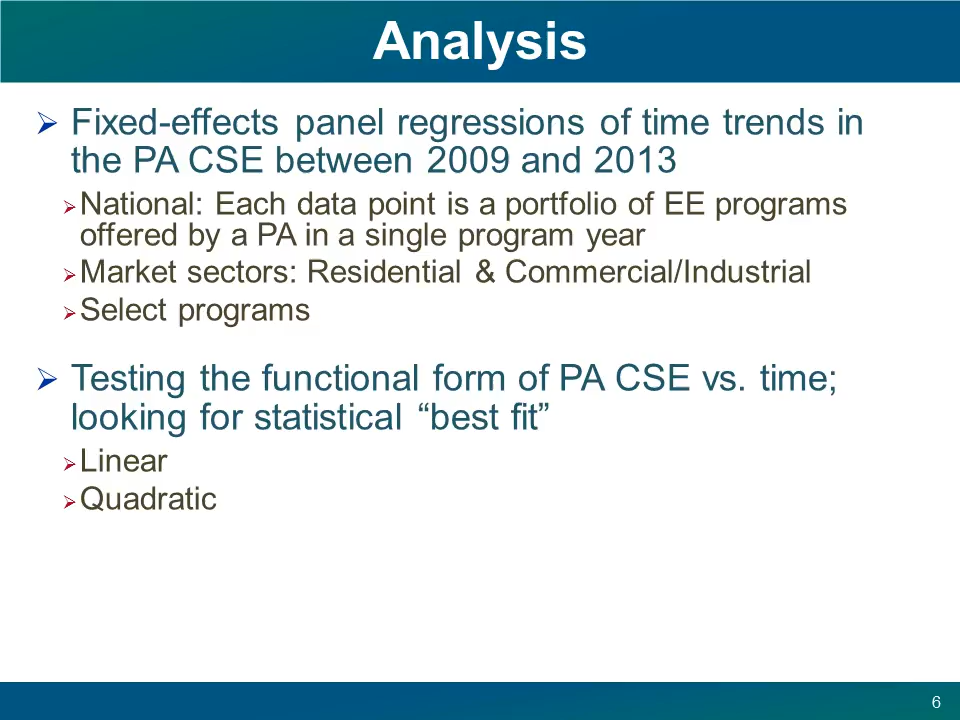 Analysis
Fixed-effects panel regressions of time trends in
the PA CSE between 2009 and 2013
National: Each data point is a portfolio of EE programs
offered by a PA in a single program year
Market sectors: Residential & Commercial/Industrial
Select programs
Testing the functional form of PA CSE vs. time;
looking for statistical “best fit”
Linear
Quadratic
6